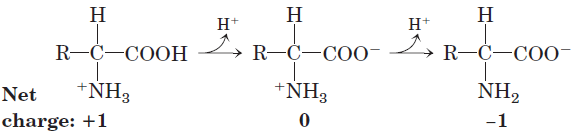 H H⁺ H H⁺ H
R—C—COOH R—C—COO⁻ R—C—COO⁻
Net ⁺NH₃ ⁺NH₃ NH₂
charge: +1 0 −1